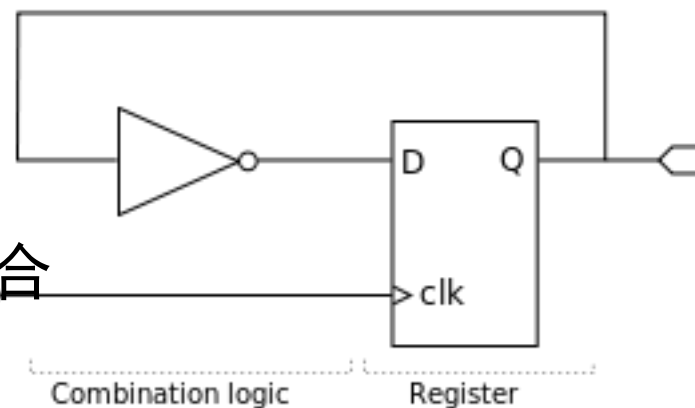 D Q
合
clk
Combination logic Register